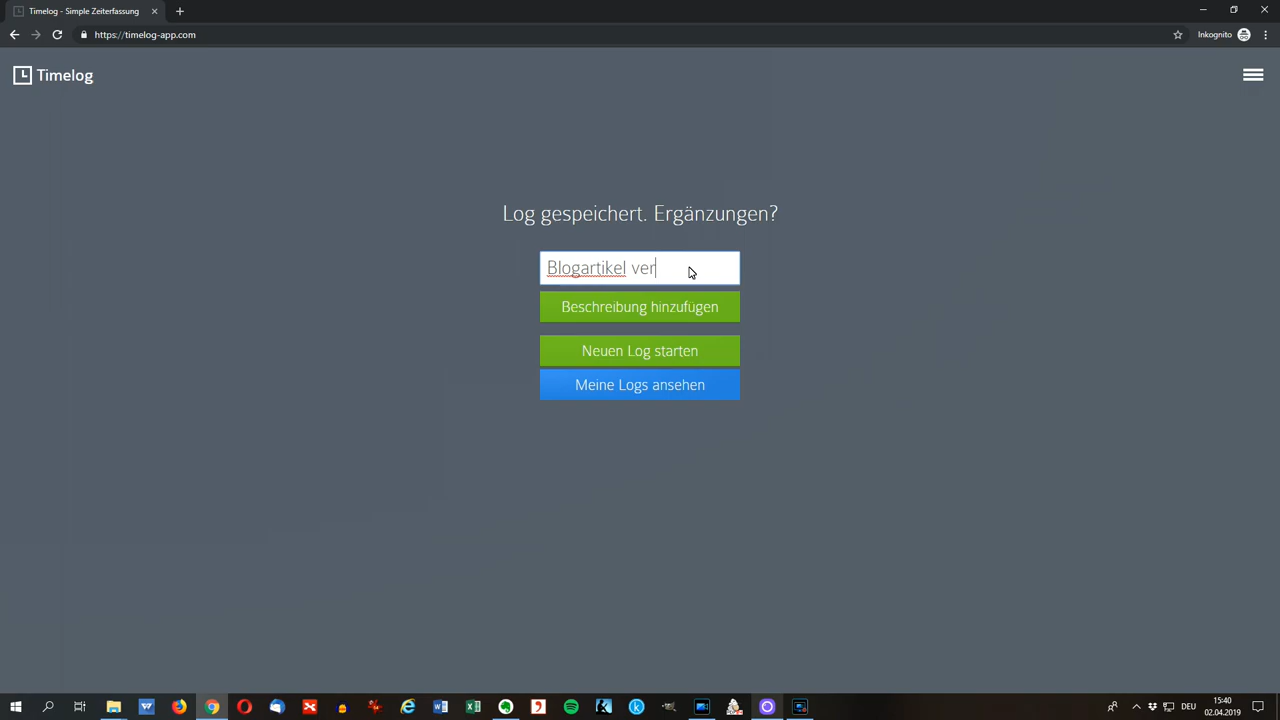 Timelog - Simple Zeiterfassung
https://timelog-app.com
Inkognito
Timelog
Log gespeichert. Ergänzungen?
Blogartikel ver
Beschreibung hinzufügen
Neuen Log starten
Meine Logs ansehen
DEU
15:40
02.04.2019